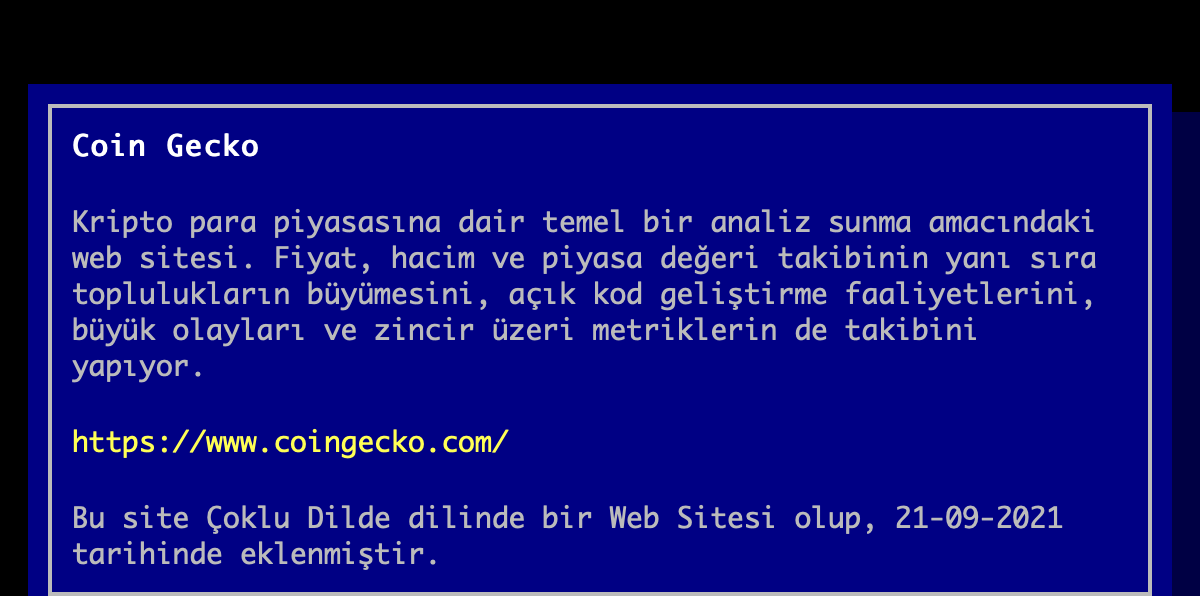 Coin Gecko
Kripto para piyasasına dair temel bir analiz sunma amacındaki
web sitesi. Fiyat, hacim ve piyasa değeri takibinin yanı sıra
toplulukların büyümesini, açık kod geliştirme faaliyetlerini,
büyük olayları ve zincir üzeri metriklerin de takibini
yapıyor.
https://www.coingecko.com/
Bu site Çoklu Dilde dilinde bir Web Sitesi olup, 21-09-2021
tarihinde eklenmiştir.